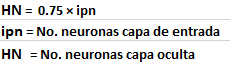 HN = 0.75 × ipn
ipn = No. neuronas capa de entrada
HN = No. neuronas capa oculta